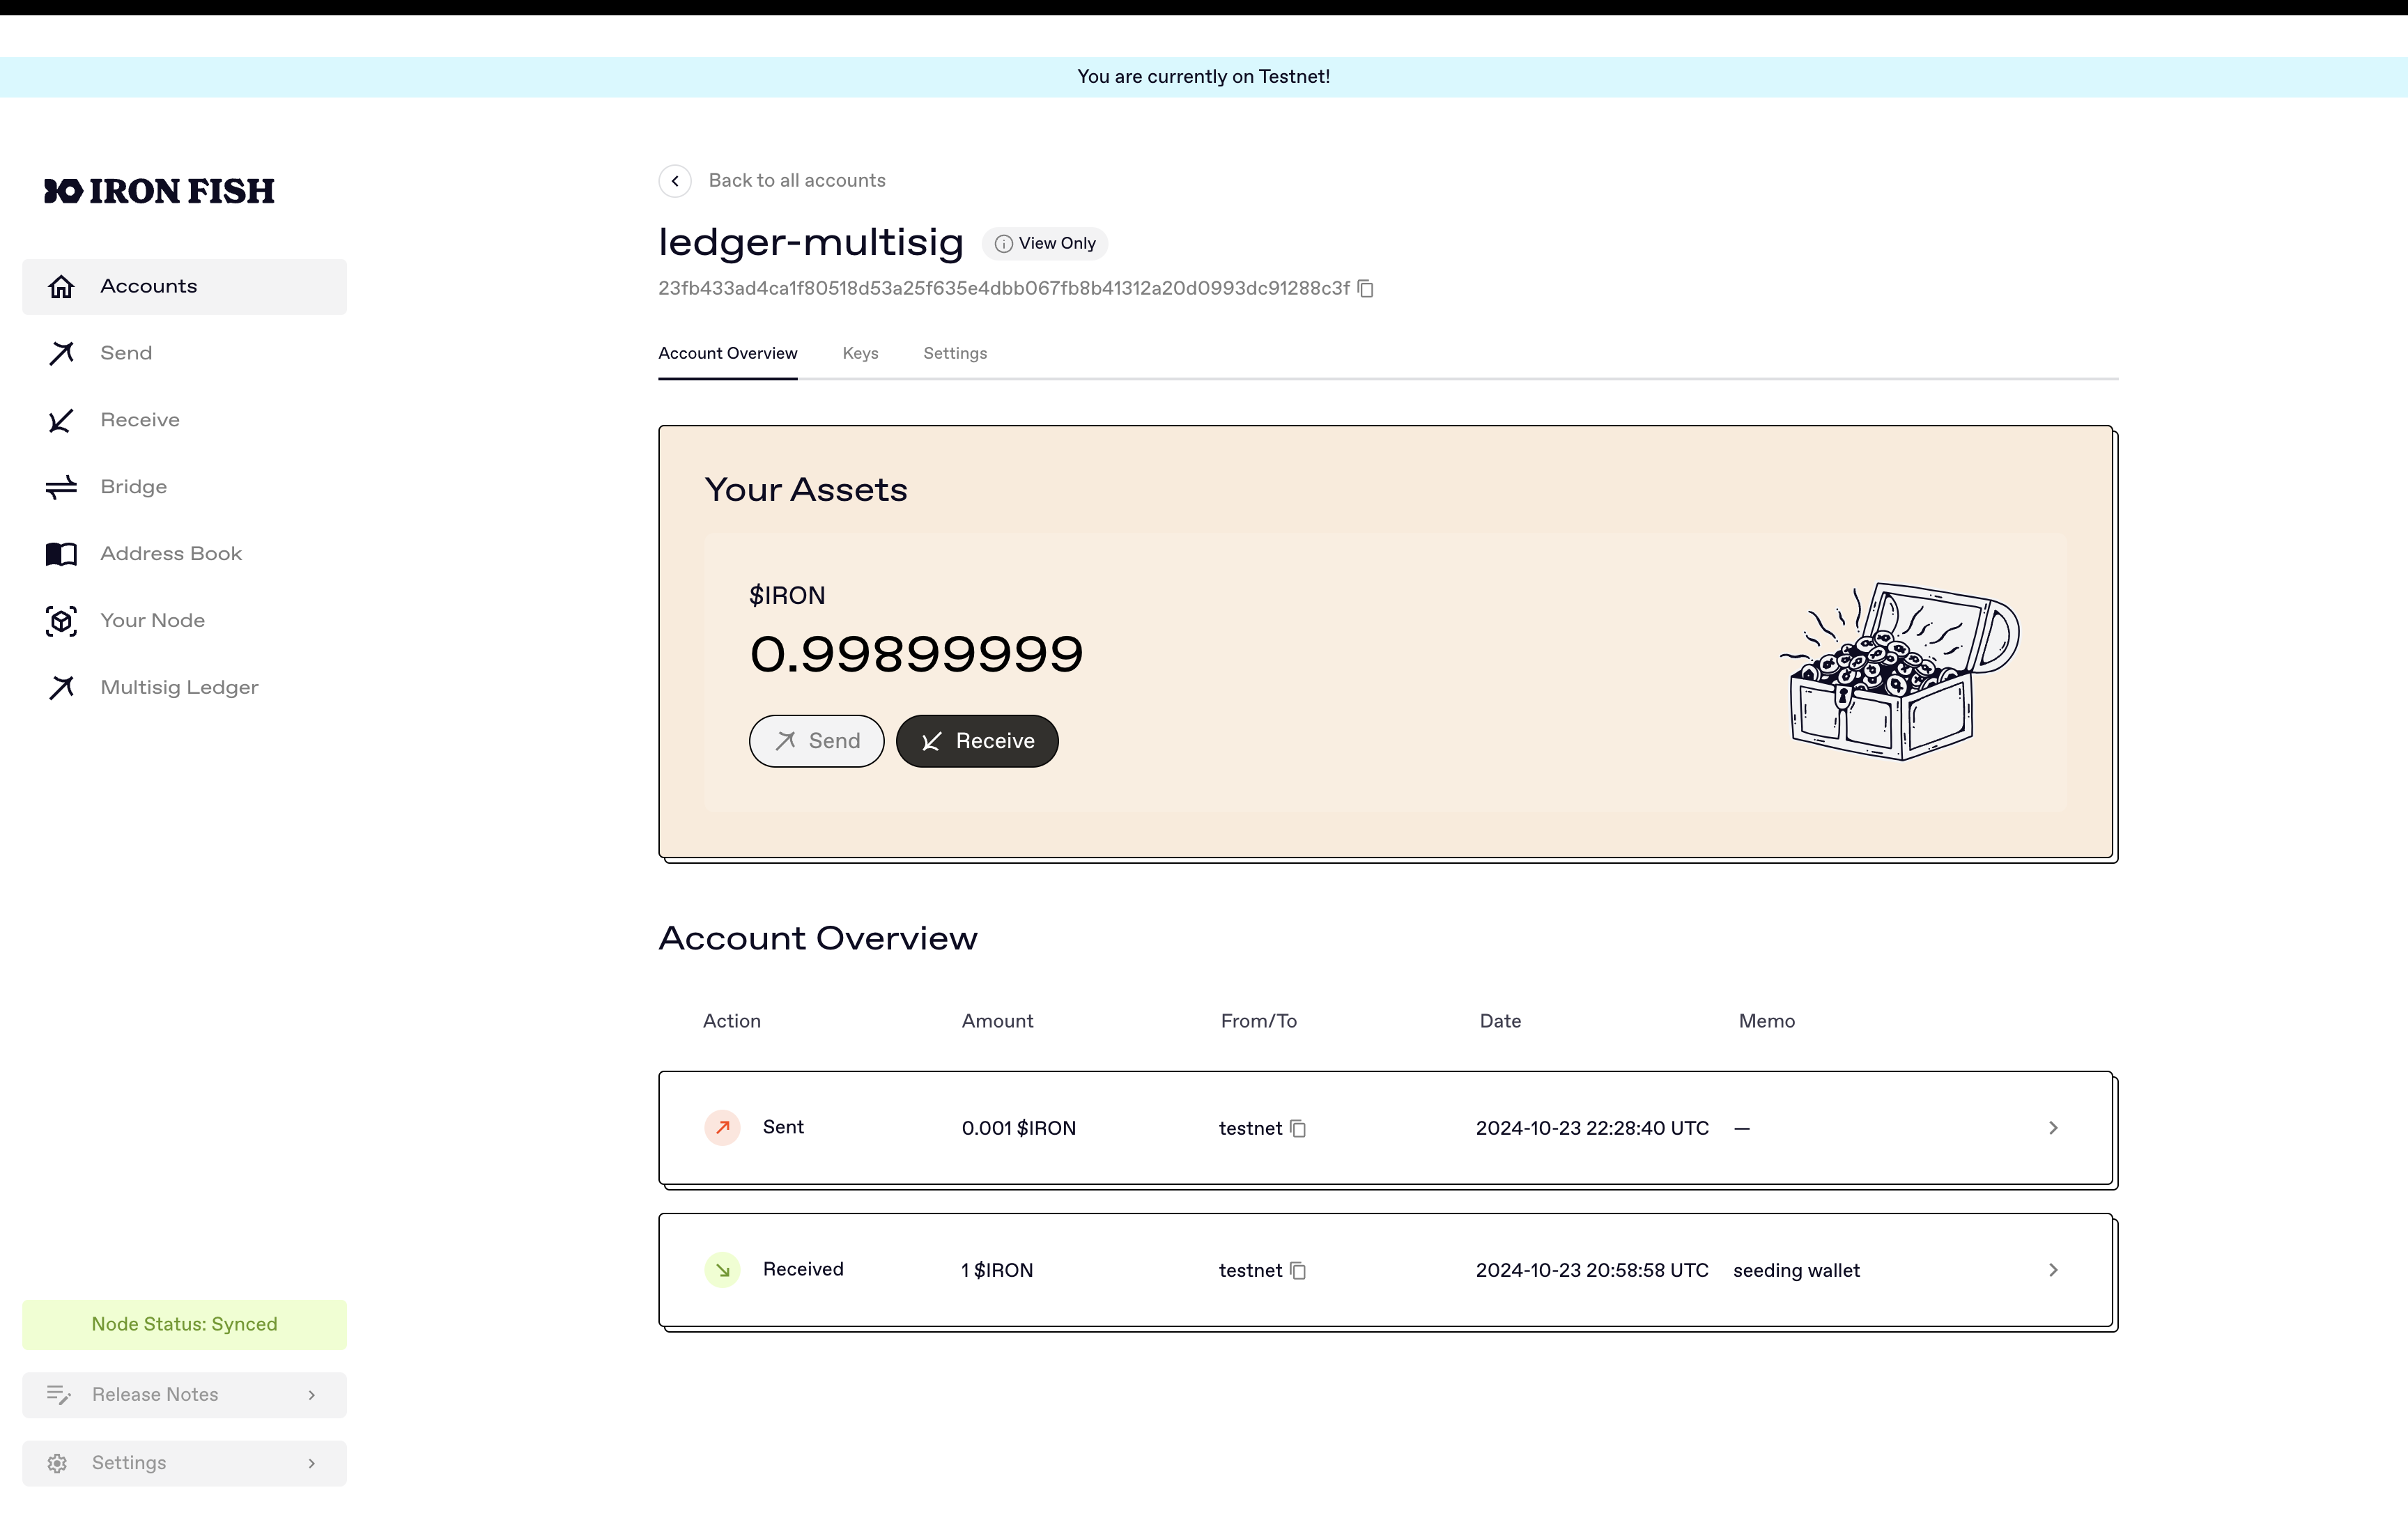 You are currently on Testnet!
IRON FISH
Accounts
Send
Receive
Bridge
Address Book
Your Node
Multisig Ledger
Node Status: Synced
Release Notes
Settings
Back to all accounts
ledger-multisig View Only
23fb433ad4ca1f80518d53a25f635e4dbb067fb8b41312a20d0993dc91288c3f
Account Overview Keys Settings
Your Assets
$IRON
0.99899999
Send Receive
Account Overview
Action Amount From/To Date Memo
Sent 0.001 $IRON testnet 2024-10-23 22:28:40 UTC —
Received 1 $IRON testnet 2024-10-23 20:58:58 UTC seeding wallet